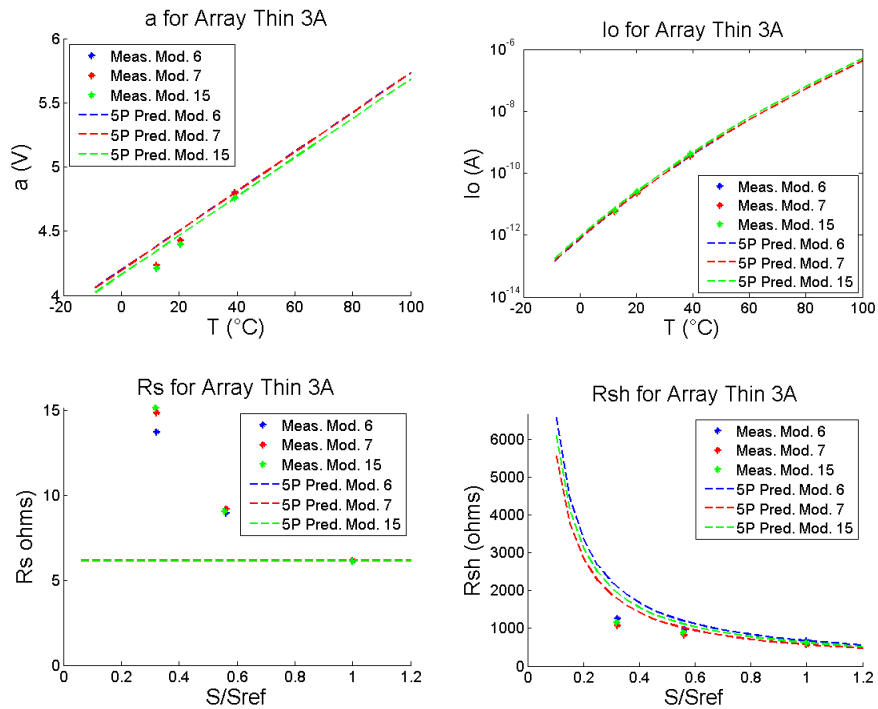 a for Array Thin 3A
6
5.5
5
4.5
4
a (V)
Meas. Mod. 6
Meas. Mod. 7
Meas. Mod. 15
5P Pred. Mod. 6
5P Pred. Mod. 7
5P Pred. Mod. 15
-20 0 20 40 60 80 100
T (°C)
Io for Array Thin 3A
10-6
10-8
10-10
10-12
10-14
Io (A)
Meas. Mod. 6
Meas. Mod. 7
Meas. Mod. 15
5P Pred. Mod. 6
5P Pred. Mod. 7
5P Pred. Mod. 15
-20 0 20 40 60 80 100
T (°C)
Rs for Array Thin 3A
15
10
5
0
Rs ohms)
Meas. Mod. 6
Meas. Mod. 7
Meas. Mod. 15
5P Pred. Mod. 6
5P Pred. Mod. 7
5P Pred. Mod. 15
0 0.2 0.4 0.6 0.8 1 1.2
S/Sref
Rsh for Array Thin 3A
6000
5000
4000
3000
2000
1000
0
Rsh (ohms)
Meas. Mod. 6
Meas. Mod. 7
Meas. Mod. 15
5P Pred. Mod. 6
5P Pred. Mod. 7
5P Pred. Mod. 15
0 0.2 0.4 0.6 0.8 1 1.2
S/Sref